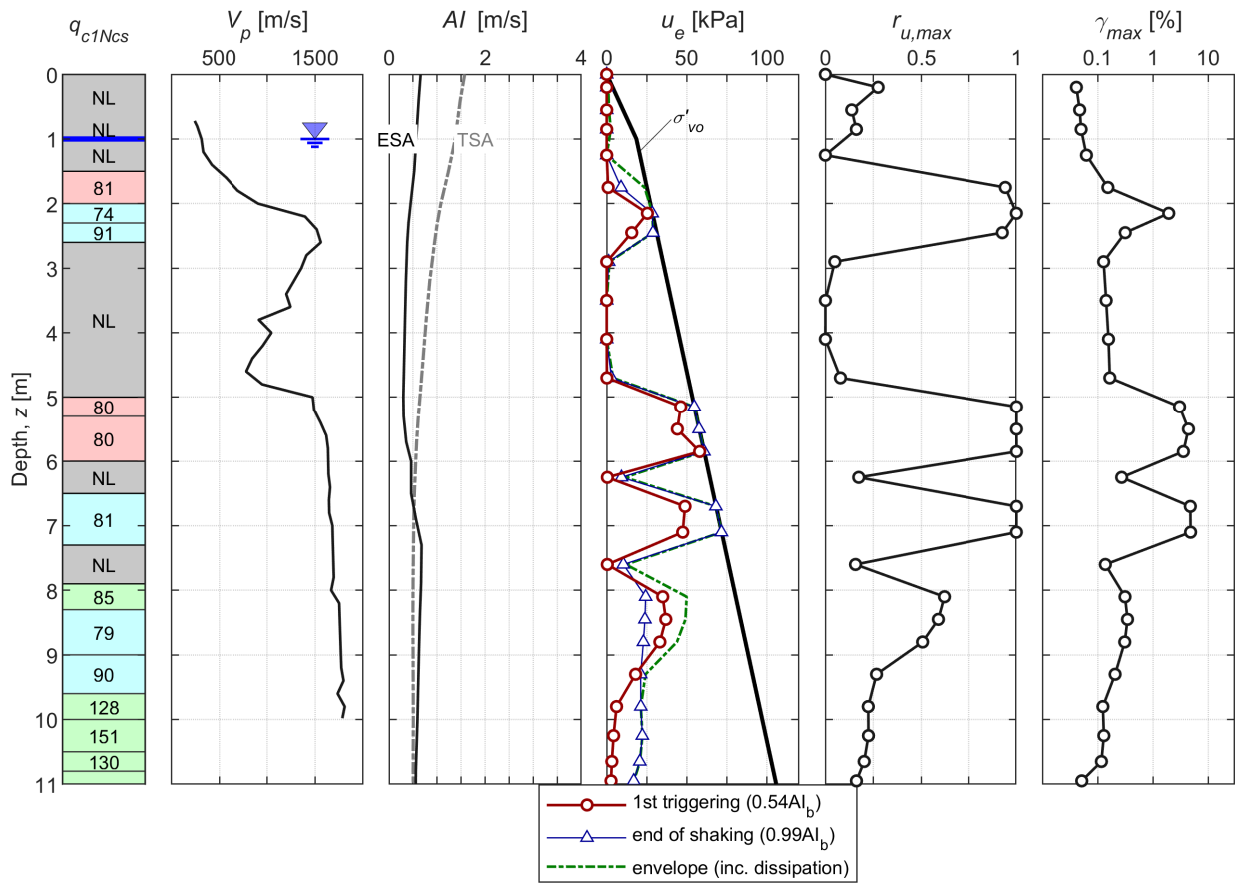 q_c1Ncs
V_p [m/s]
AI [m/s]
u_e [kPa]
r_u,max
γ_max [%]
500 1500
0 2 4
0 50 100
0 0.5 1
0.1 1 10
Depth, z [m]
0
1
2
3
4
5
6
7
8
9
10
11
NL
NL
NL
81
74
91
NL
80
80
NL
81
NL
85
79
90
128
151
130
ESA
TSA
σ'_vo
1st triggering (0.54AI_b)
end of shaking (0.99AI_b)
envelope (inc. dissipation)